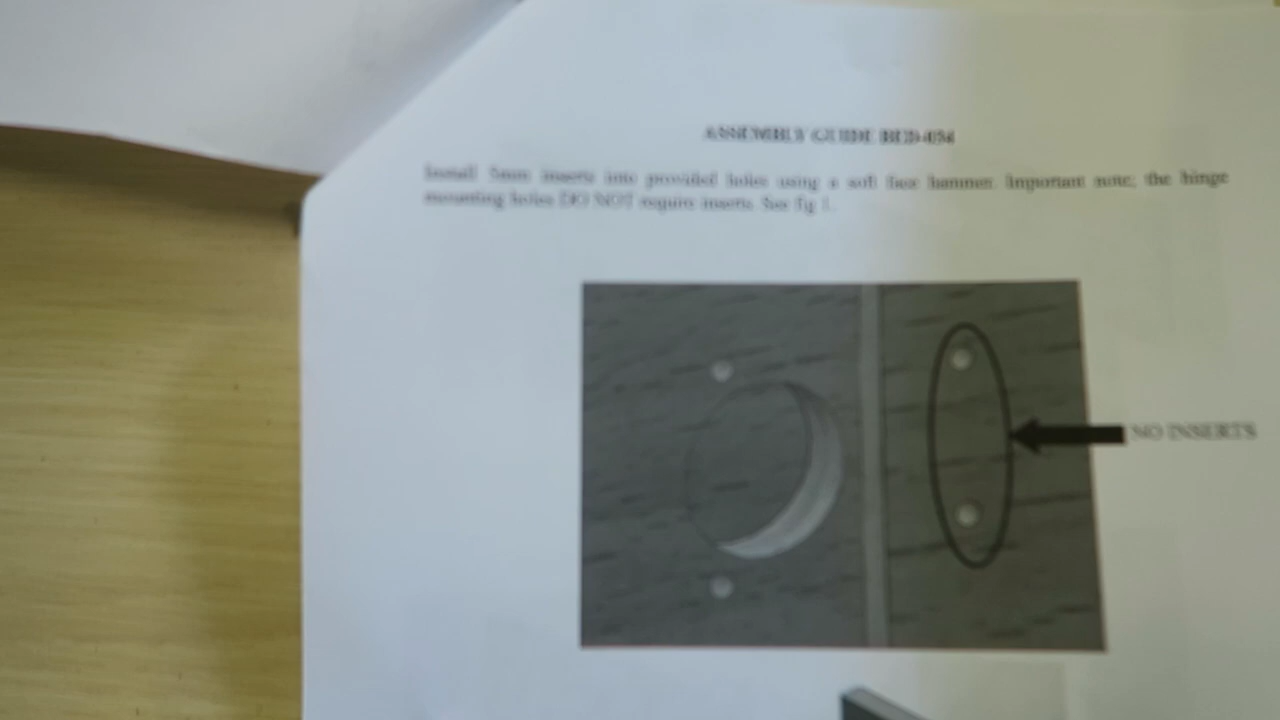 ASSEMBLY GUIDE BED-034
Install 5mm inserts into provided holes using a soft face hammer. Important note; the hinge
mounting holes DO NOT require inserts. See fig 1.
NO INSERTS